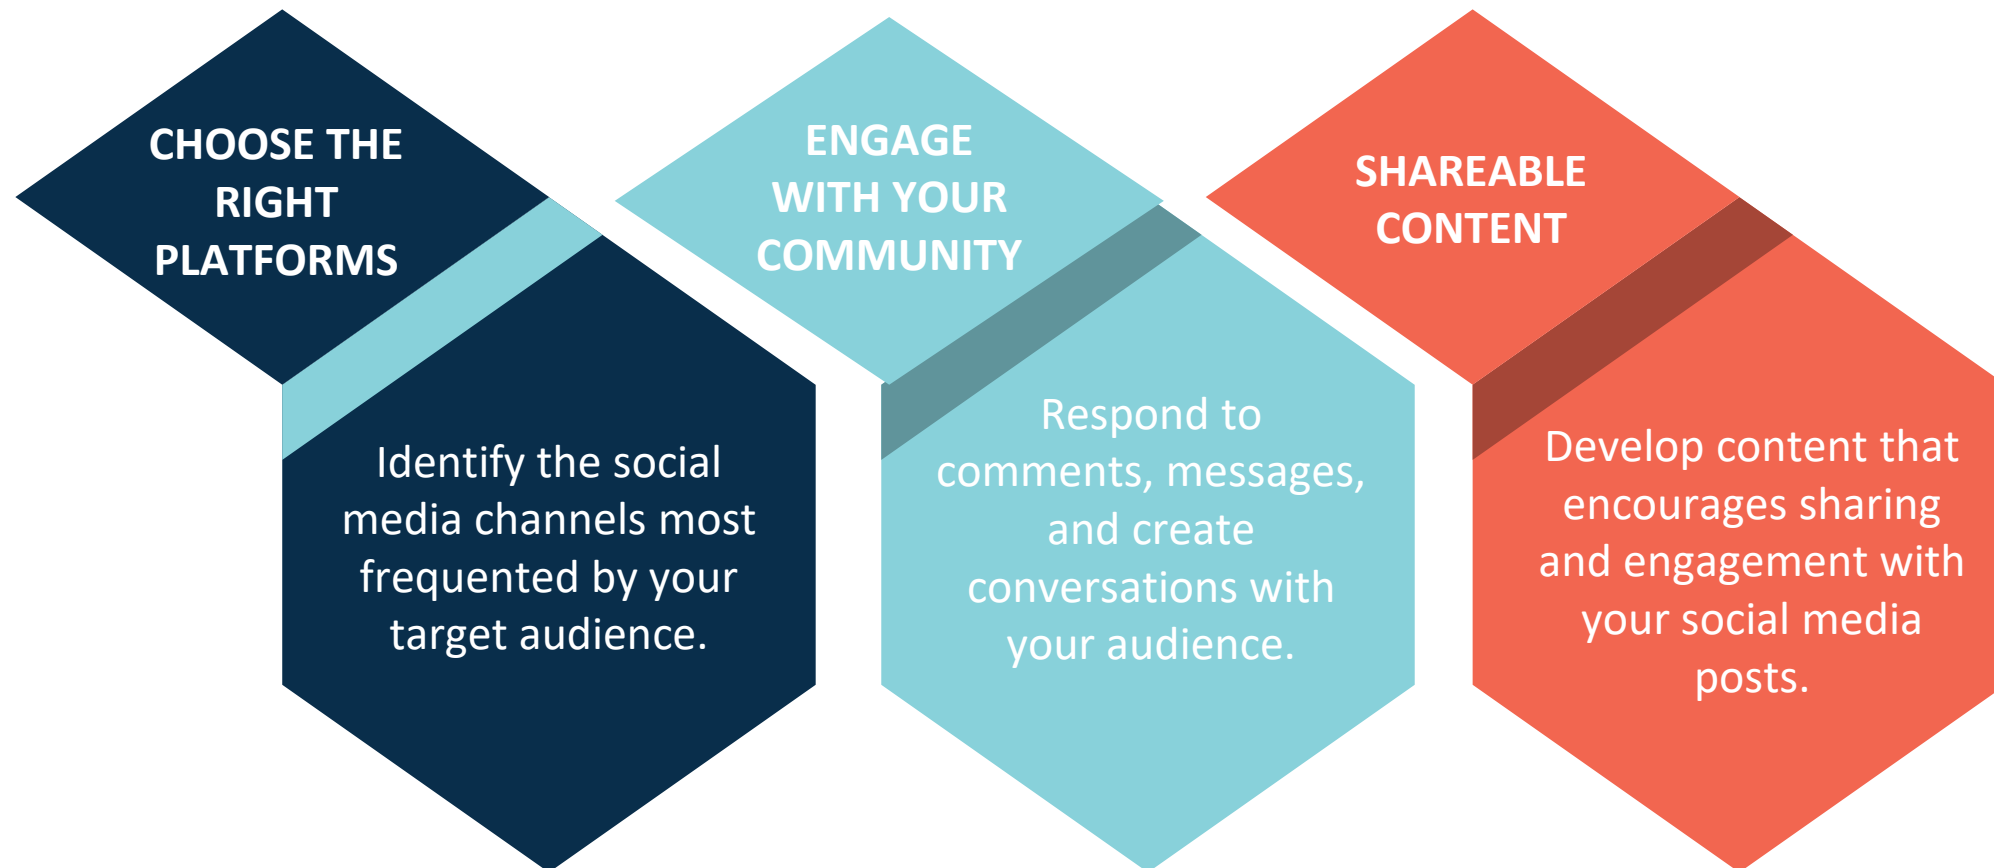 CHOOSE THE
RIGHT
PLATFORMS
Identify the social
media channels most
frequented by your
target audience.
ENGAGE
WITH YOUR
COMMUNITY
Respond to
comments, messages,
and create
conversations with
your audience.
SHAREABLE
CONTENT
Develop content that
encourages sharing
and engagement with
your social media
posts.